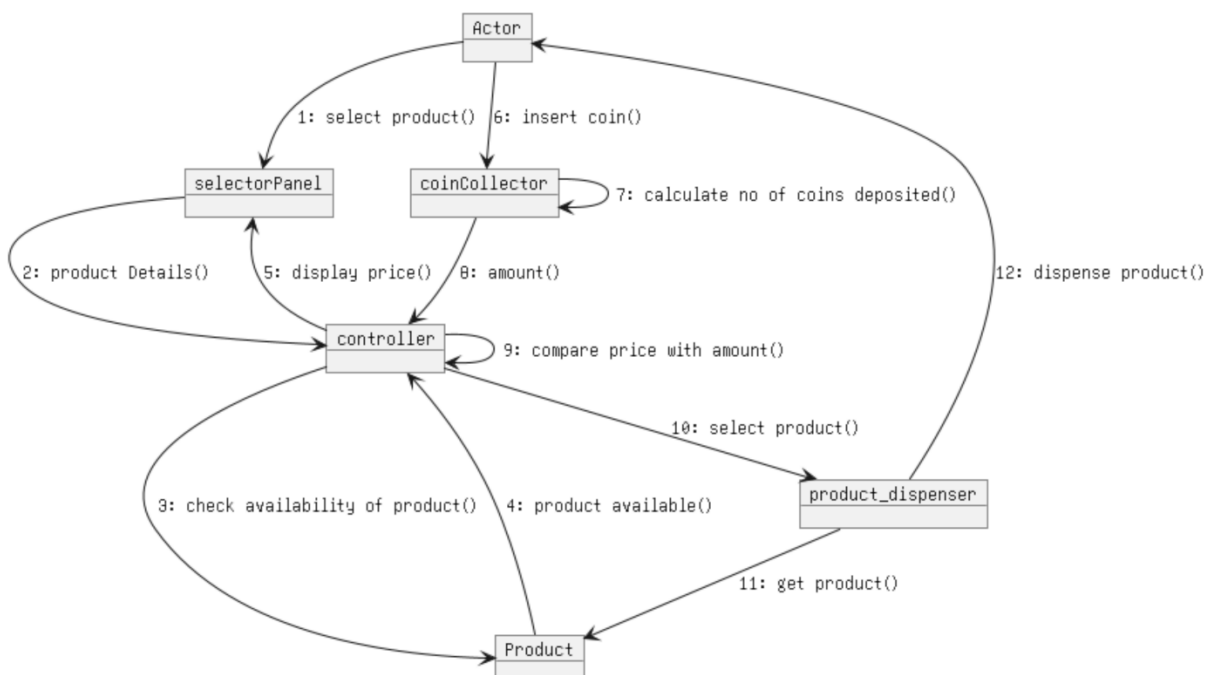 Actor
1: select product()
6: insert coin()
selectorPanel
coinCollector
7: calculate no of coins deposited()
2: product Details()
5: display price()
8: amount()
12: dispense product()
controller
9: compare price with amount()
10: select product()
product_dispenser
3: check availability of product()
4: product available()
11: get product()
Product